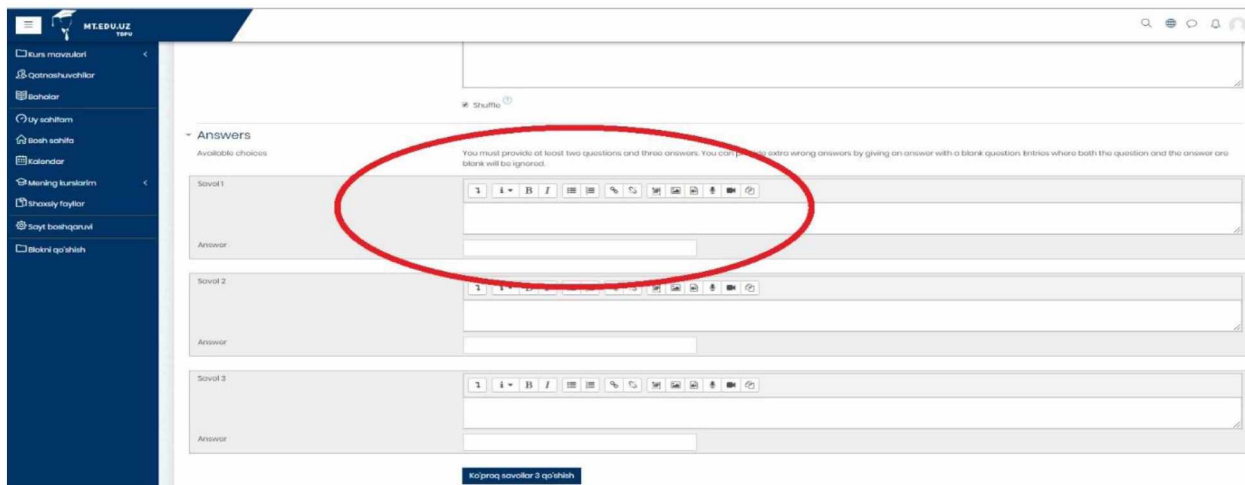 MT.EDU.UZ
TDPU
Kurs mavzulari
Qatnashuvchilar
Baholar
Uy sahifam
Bosh sahifa
Kalendar
Mening kurslarim
Shaxsiy fayllar
Sayt boshqaruvi
Blokni qo'shish
Shuffle
Answers
Available choices
You must provide at least two questions and three answers. You can provide extra wrong answers by giving an answer with a blank question. Entries where both the question and the answer are
blank will be ignored.
Savol 1
Answer
Savol 2
Answer
Savol 3
Answer
Ko'proq savollar 3 qo'shish